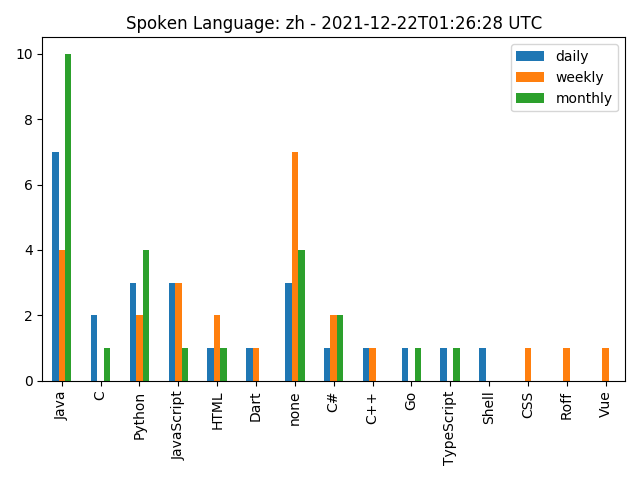 Spoken Language: zh - 2021-12-22T01:26:28 UTC
daily
weekly
monthly
10
8
6
4
2
0
Java
C
Python
JavaScript
HTML
Dart
none
C#
C++
Go
TypeScript
Shell
CSS
Roff
Vue